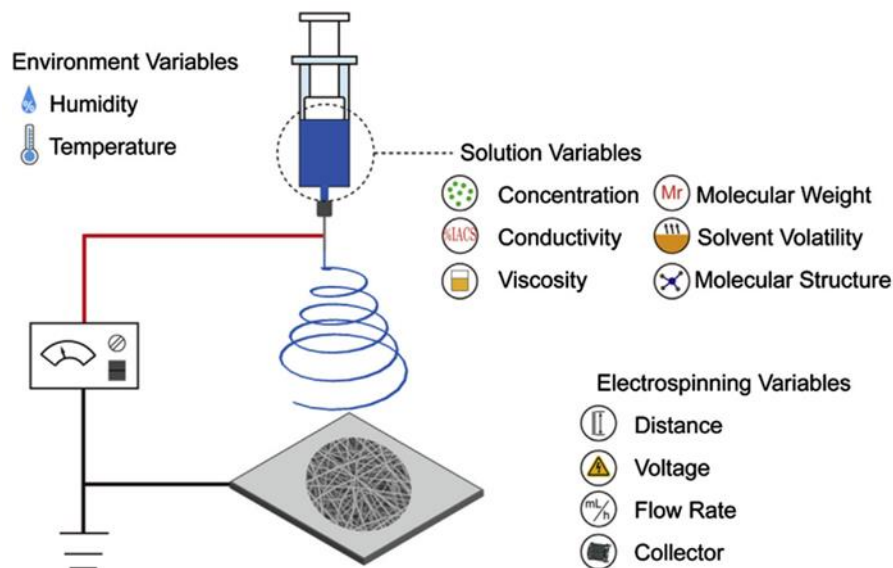 Environment Variables
% Humidity
Temperature
Solution Variables
Concentration
Mr Molecular Weight
%IACS Conductivity
Solvent Volatility
Viscosity
Molecular Structure
Electrospinning Variables
Distance
Voltage
mL/h Flow Rate
Collector